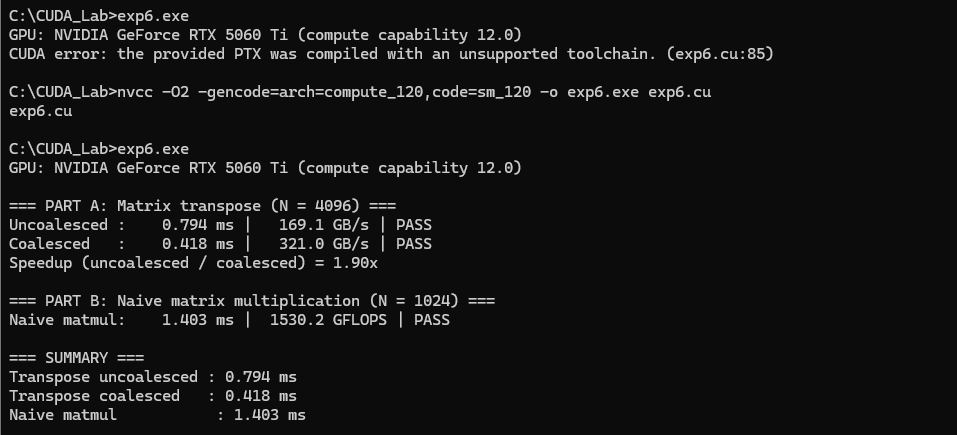 C:\CUDA_Lab>exp6.exe
GPU: NVIDIA GeForce RTX 5060 Ti (compute capability 12.0)
CUDA error: the provided PTX was compiled with an unsupported toolchain. (exp6.cu:85)
C:\CUDA_Lab>nvcc -O2 -gencode=arch=compute_120,code=sm_120 -o exp6.exe exp6.cu
exp6.cu
C:\CUDA_Lab>exp6.exe
GPU: NVIDIA GeForce RTX 5060 Ti (compute capability 12.0)
=== PART A: Matrix transpose (N = 4096) ===
Uncoalesced :    0.794 ms |   169.1 GB/s | PASS
Coalesced   :    0.418 ms |   321.0 GB/s | PASS
Speedup (uncoalesced / coalesced) = 1.90x
=== PART B: Naive matrix multiplication (N = 1024) ===
Naive matmul:    1.403 ms |  1530.2 GFLOPS | PASS
=== SUMMARY ===
Transpose uncoalesced : 0.794 ms
Transpose coalesced   : 0.418 ms
Naive matmul           : 1.403 ms